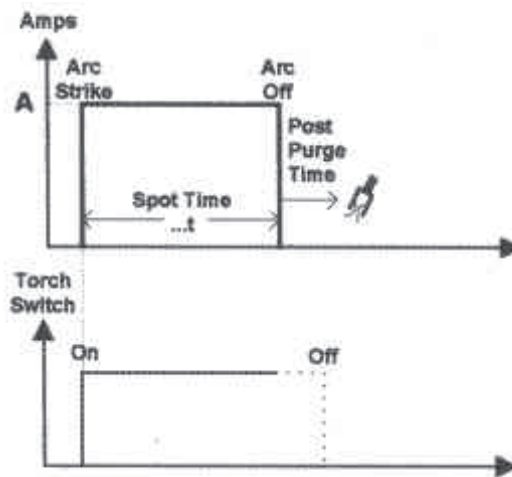 Amps
Arc
Strike
Arc
Off
A
Post
Purge
Time
Spot Time
...t
Torch
Switch
On
Off